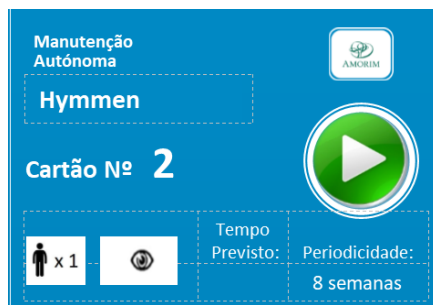 Manutenção
Autónoma
AMORIM
Hymmen
Cartão Nº 2
x 1
Tempo
Previsto:
Periodicidade:
8 semanas